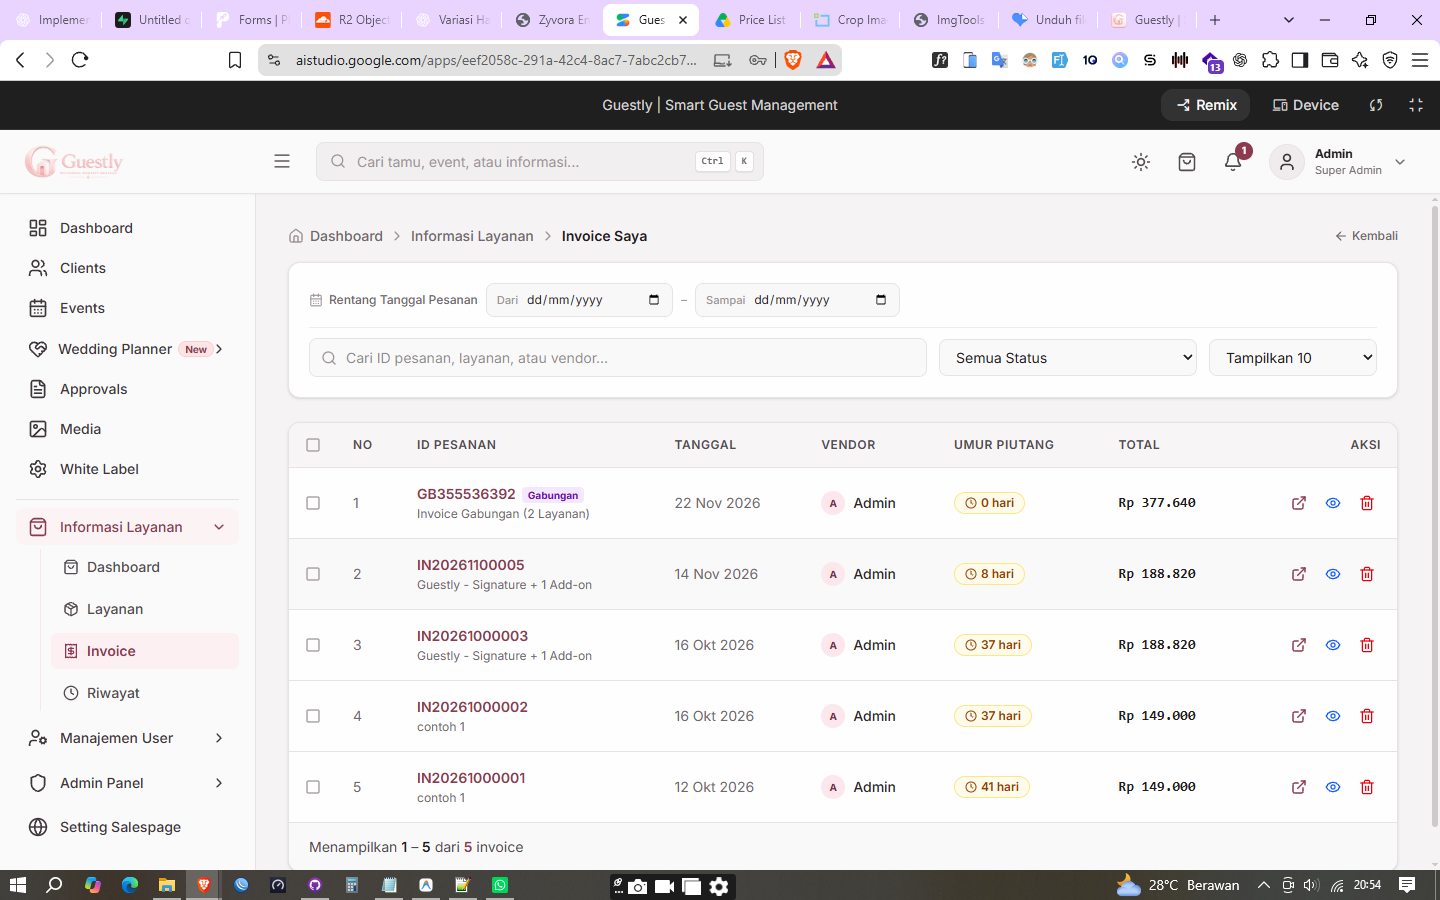 Implemen
Untitled d
Forms | P
R2 Object
Variasi Ha
Zyvora En
Gues
Price List
Crop Ima
ImgTools
Unduh fil
Guestly |
aistudio.google.com/apps/eef2058c-291a-42c4-8ac7-7abc2cb7...
13
Guestly | Smart Guest Management
Remix
Device
Guestly
Cari tamu, event, atau informasi...
Ctrl K
1
Admin
Super Admin
Dashboard
Clients
Events
Wedding Planner New
Approvals
Media
White Label
Informasi Layanan
Dashboard
Layanan
Invoice
Riwayat
Manajemen User
Admin Panel
Setting Salespage
Dashboard > Informasi Layanan > Invoice Saya
Kembali
Rentang Tanggal Pesanan Dari dd/mm/yyyy – Sampai dd/mm/yyyy
Cari ID pesanan, layanan, atau vendor...
Semua Status
Tampilkan 10
NO ID PESANAN TANGGAL VENDOR UMUR PIUTANG TOTAL AKSI
1 GB355536392 Gabungan 22 Nov 2026 A Admin 0 hari Rp 377.640
Invoice Gabungan (2 Layanan)
2 IN20261100005 14 Nov 2026 A Admin 8 hari Rp 188.820
Guestly - Signature + 1 Add-on
3 IN20261000003 16 Okt 2026 A Admin 37 hari Rp 188.820
Guestly - Signature + 1 Add-on
4 IN20261000002 16 Okt 2026 A Admin 37 hari Rp 149.000
contoh 1
5 IN20261000001 12 Okt 2026 A Admin 41 hari Rp 149.000
contoh 1
Menampilkan 1 – 5 dari 5 invoice
28°C Berawan
20:54